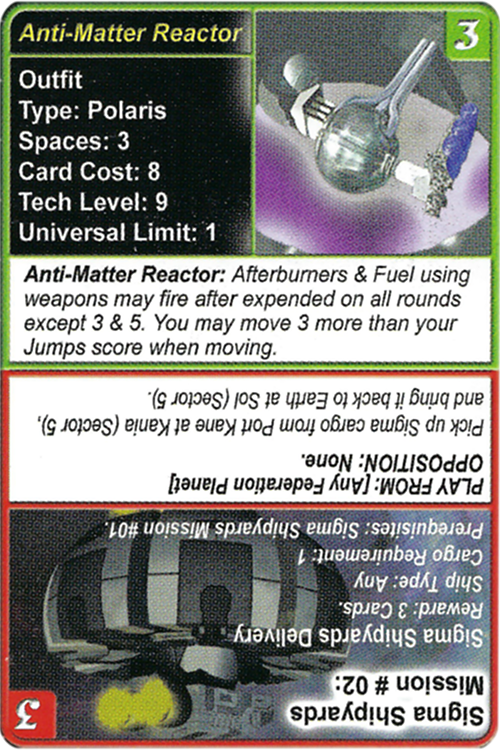 Anti-Matter Reactor
3
Outfit
Type: Polaris
Spaces: 3
Card Cost: 8
Tech Level: 9
Universal Limit: 1
Anti-Matter Reactor: Afterburners & Fuel using
weapons may fire after expended on all rounds
except 3 & 5. You may move 3 more than your
Jumps score when moving.
Sigma Shipyards
Mission # 02:
Sigma Shipyards Delivery
Reward: 3 Cards.
Ship Type: Any
Cargo Requirement: 1
Prerequisites: Sigma Shipyards Mission #01.
PLAY FROM: [Any Federation Planet]
OPPOSITION: None.
Pick up Sigma cargo from Port Kane at Kania (Sector 5),
and bring it back to Earth at Sol (Sector 5).
3